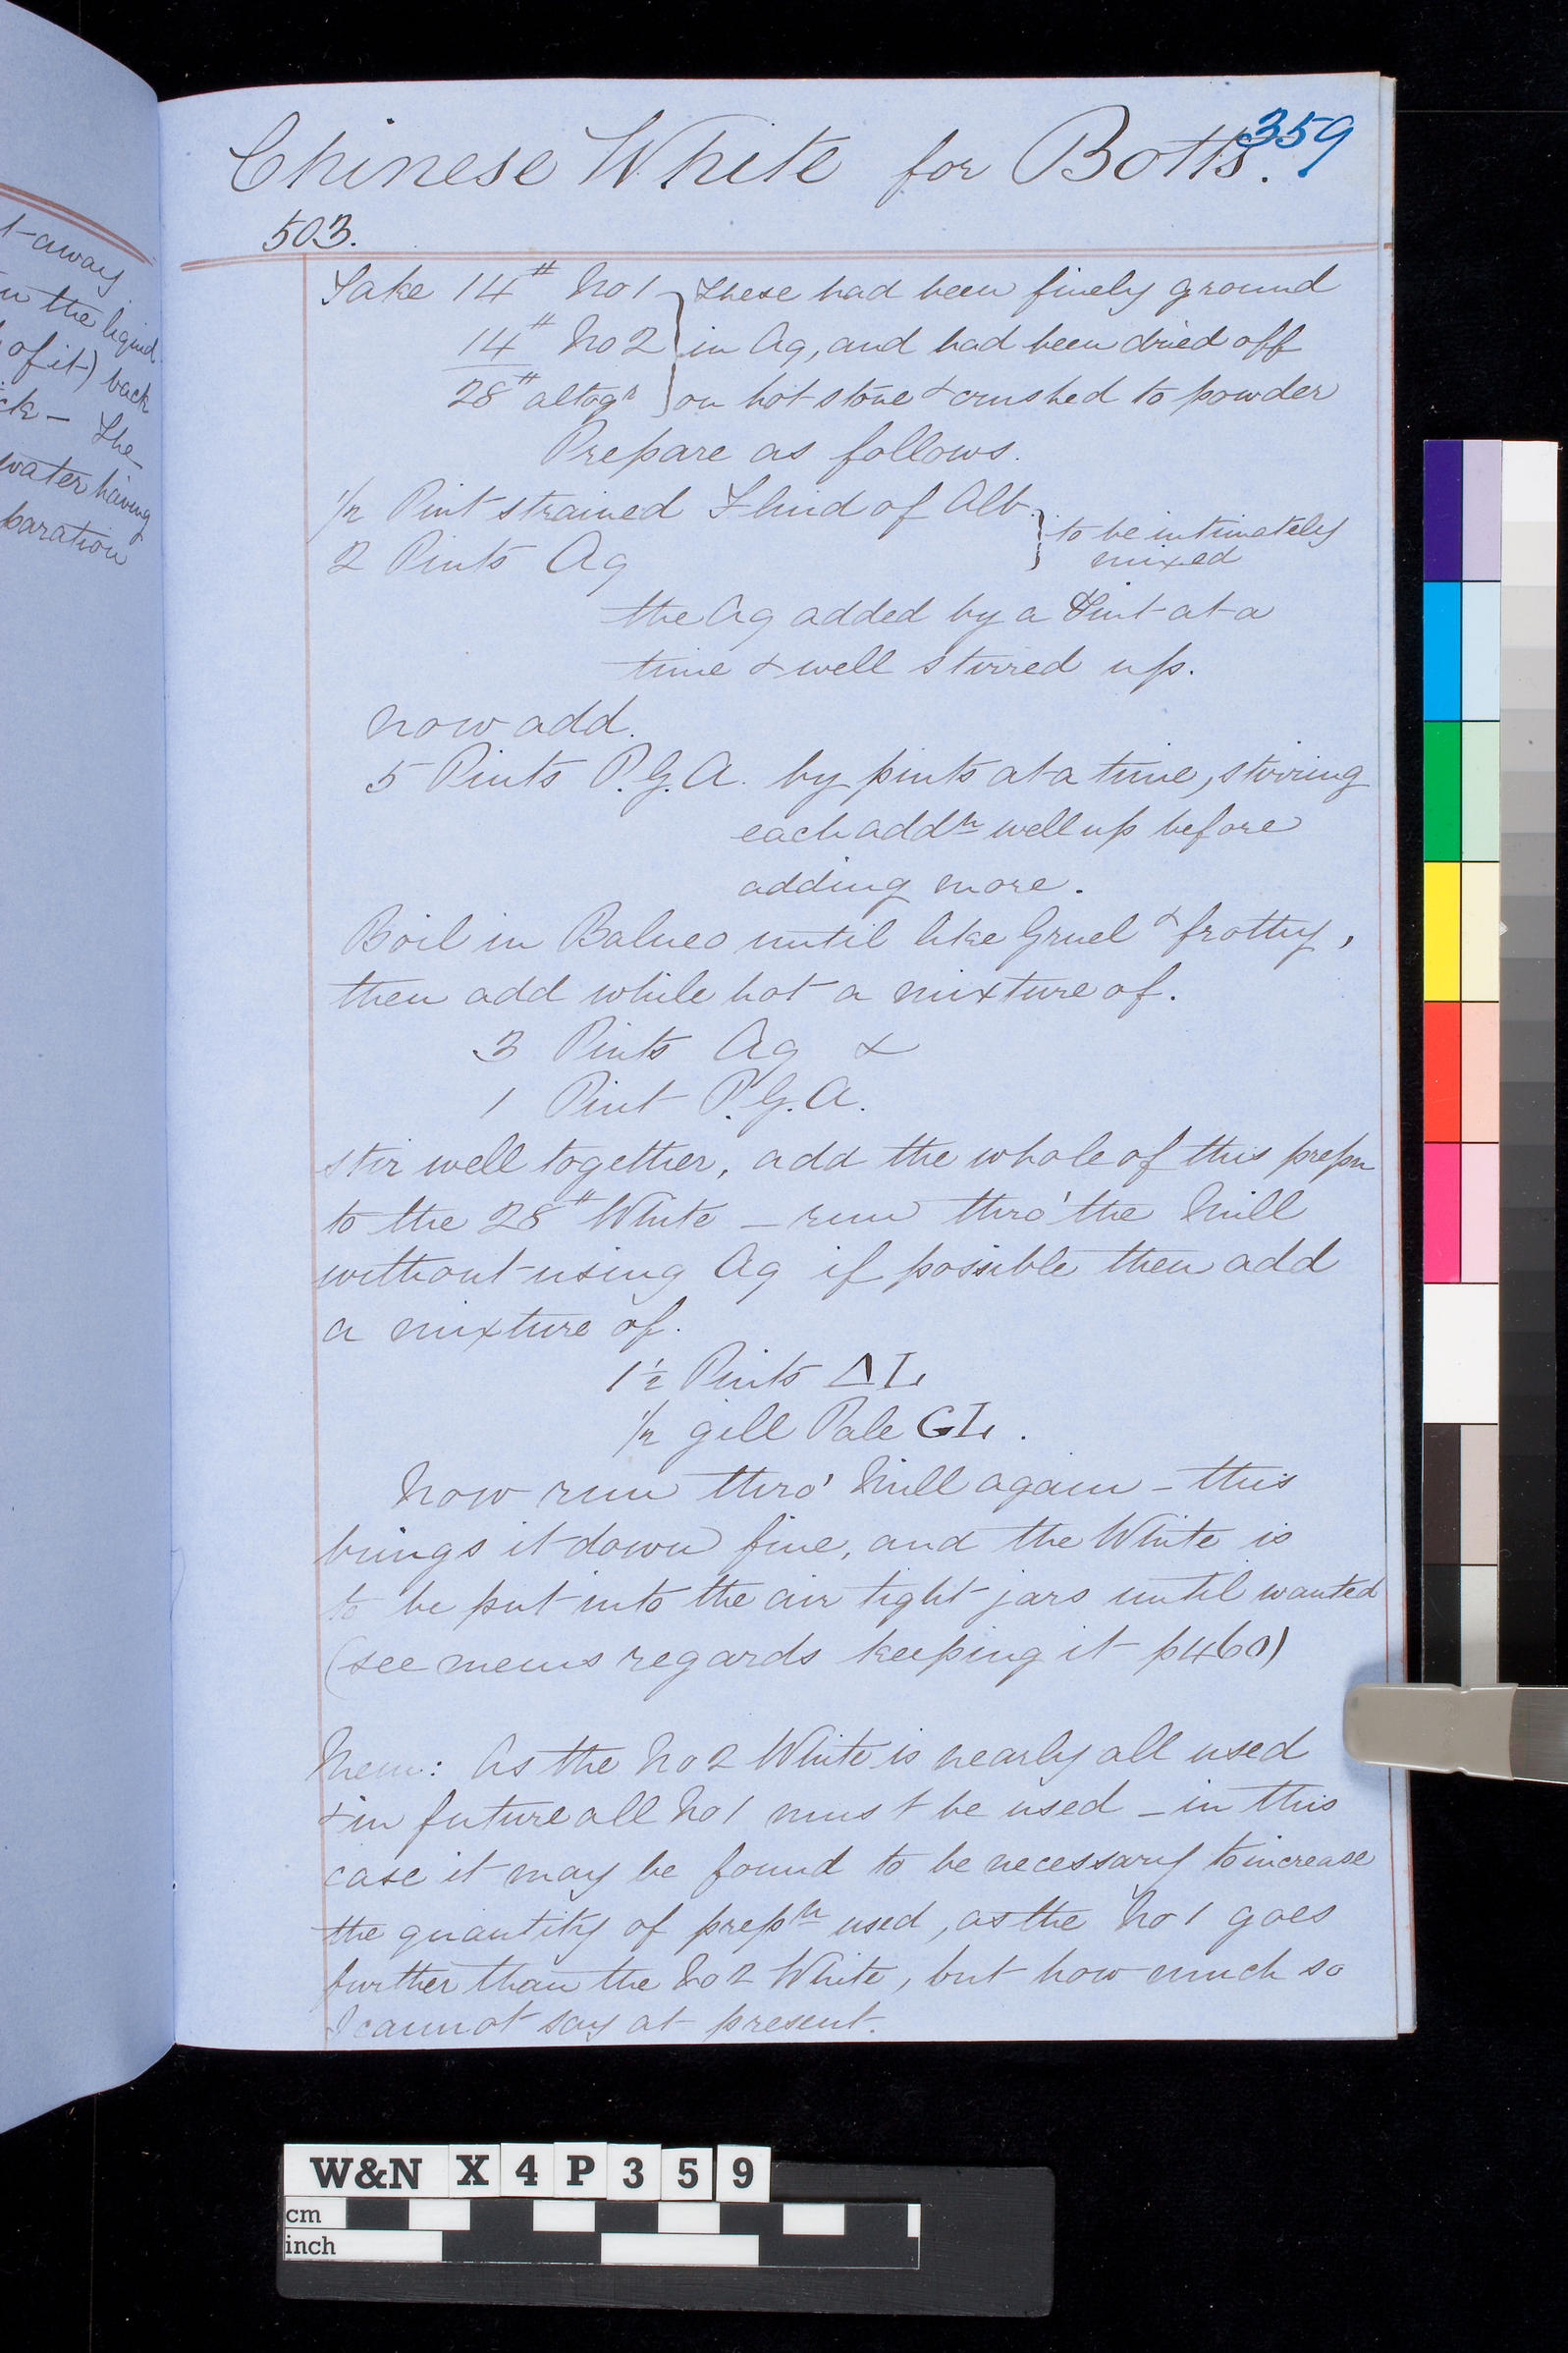 359
Chinese White for Botts.
503.
Take 14# No 1 } These had been finely ground
14# No 2 } in Aq, and had been dried off
28# altogr } on hot stove & crushed to powder
Prepare as follows.
1/2 Pint strained Fluid of Alb. } to be intimately
2 Pints Aq } mixed
the Aq added by a Pint at a
time & well stirred up.
now add.
5 Pints P.G.A. by pints at a time, stirring
each addn well up before
adding more.
Boil in Balneo until like Gruel & frothy,
then add while hot a mixture of.
3 Pints Aq &
1 Pint P.G.A.
stir well together, add the whole of this prepn
to the 28# White – run thro' the Mill
without using Aq if possible then add
a mixture of.
1 1/2 Pints ΔL
1/2 gill Pale GL.
Now run thro' Mill again – this
brings it down fine, and the White is
to be put into the air tight jars until wanted
(see mems regards keeping it p460)
Mem: As the No 2 White is nearly all used
& in future all No 1 must be used – in this
case it may be found to be necessary to increase
the quantity of prepn used, as the No 1 goes
further than the No 2 White, but how much so
I cannot say at present.
t away
in the liquid
of it) back
ck – The
water having
paration
W&N X 4 P 3 5 9
cm
inch